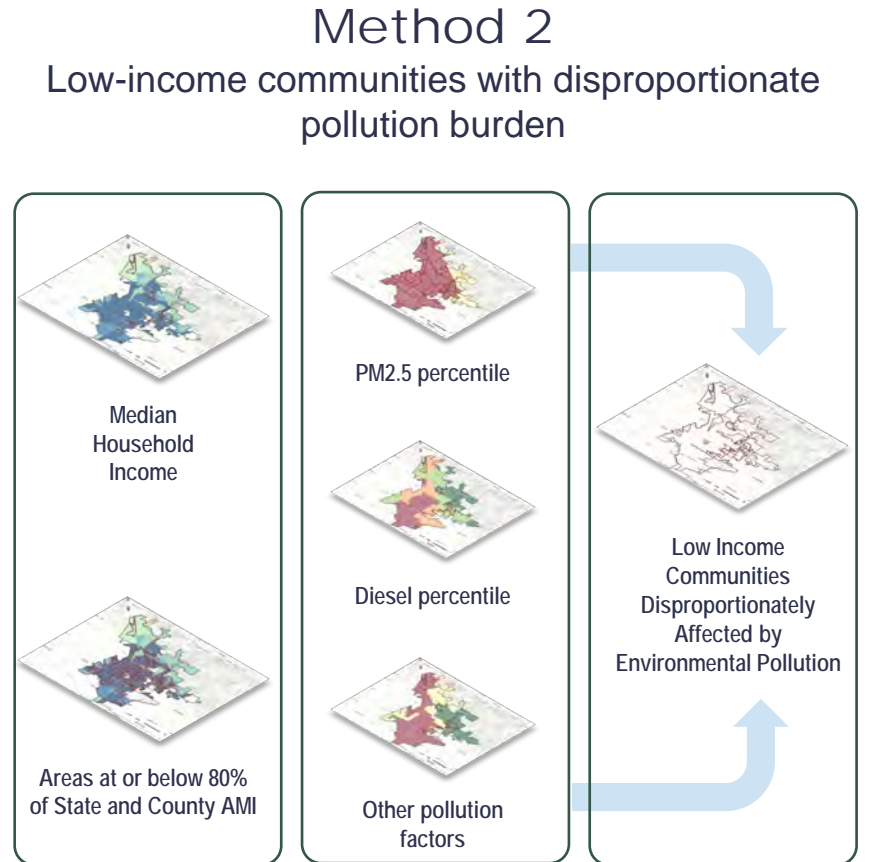 Method 2
Low-income communities with disproportionate
pollution burden
Median
Household
Income
Areas at or below 80%
of State and County AMI
PM2.5 percentile
Diesel percentile
Other pollution
factors
Low Income
Communities
Disproportionately
Affected by
Environmental Pollution